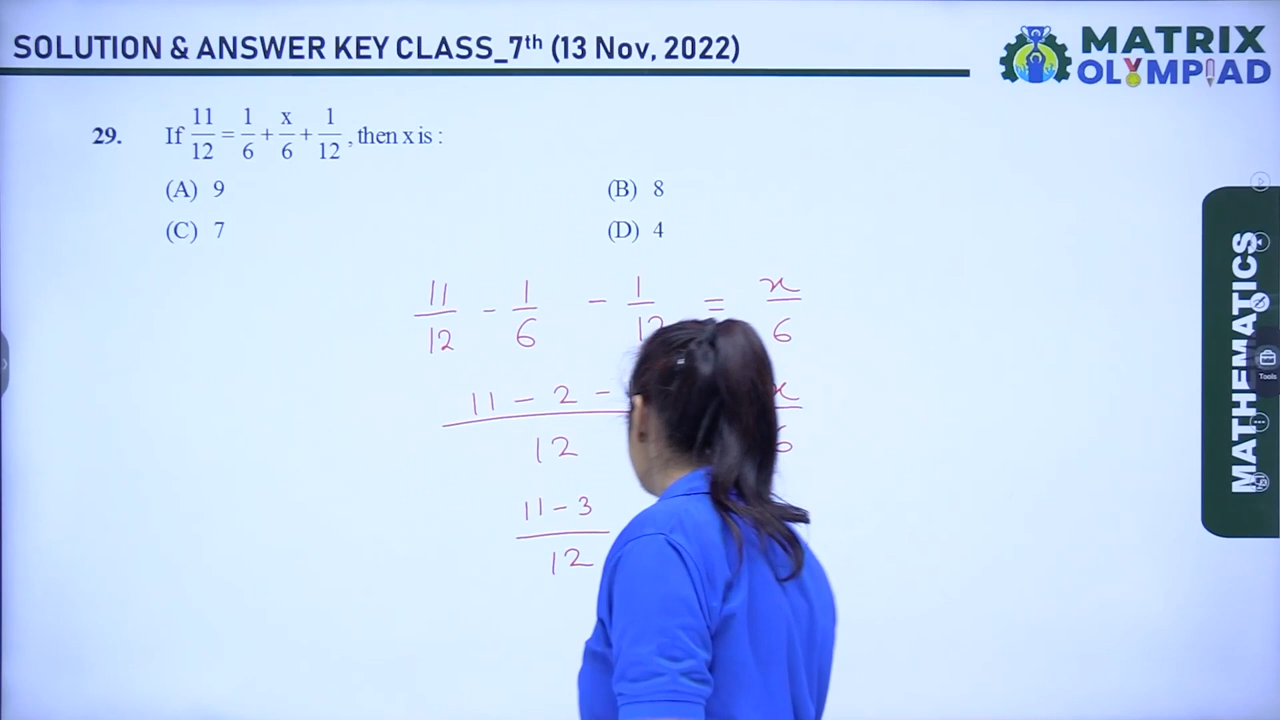 SOLUTION & ANSWER KEY CLASS_7th (13 Nov, 2022)
MATRIX
OLYMPIAD
29. If 11/12 = 1/6 + x/6 + 1/12, then x is :
(A) 9 (B) 8
(C) 7 (D) 4
11/12 - 1/6 - 1/12 = x/6
11 - 2 - / 12 x/6
11 - 3 / 12
MATHEMATICS
Tools